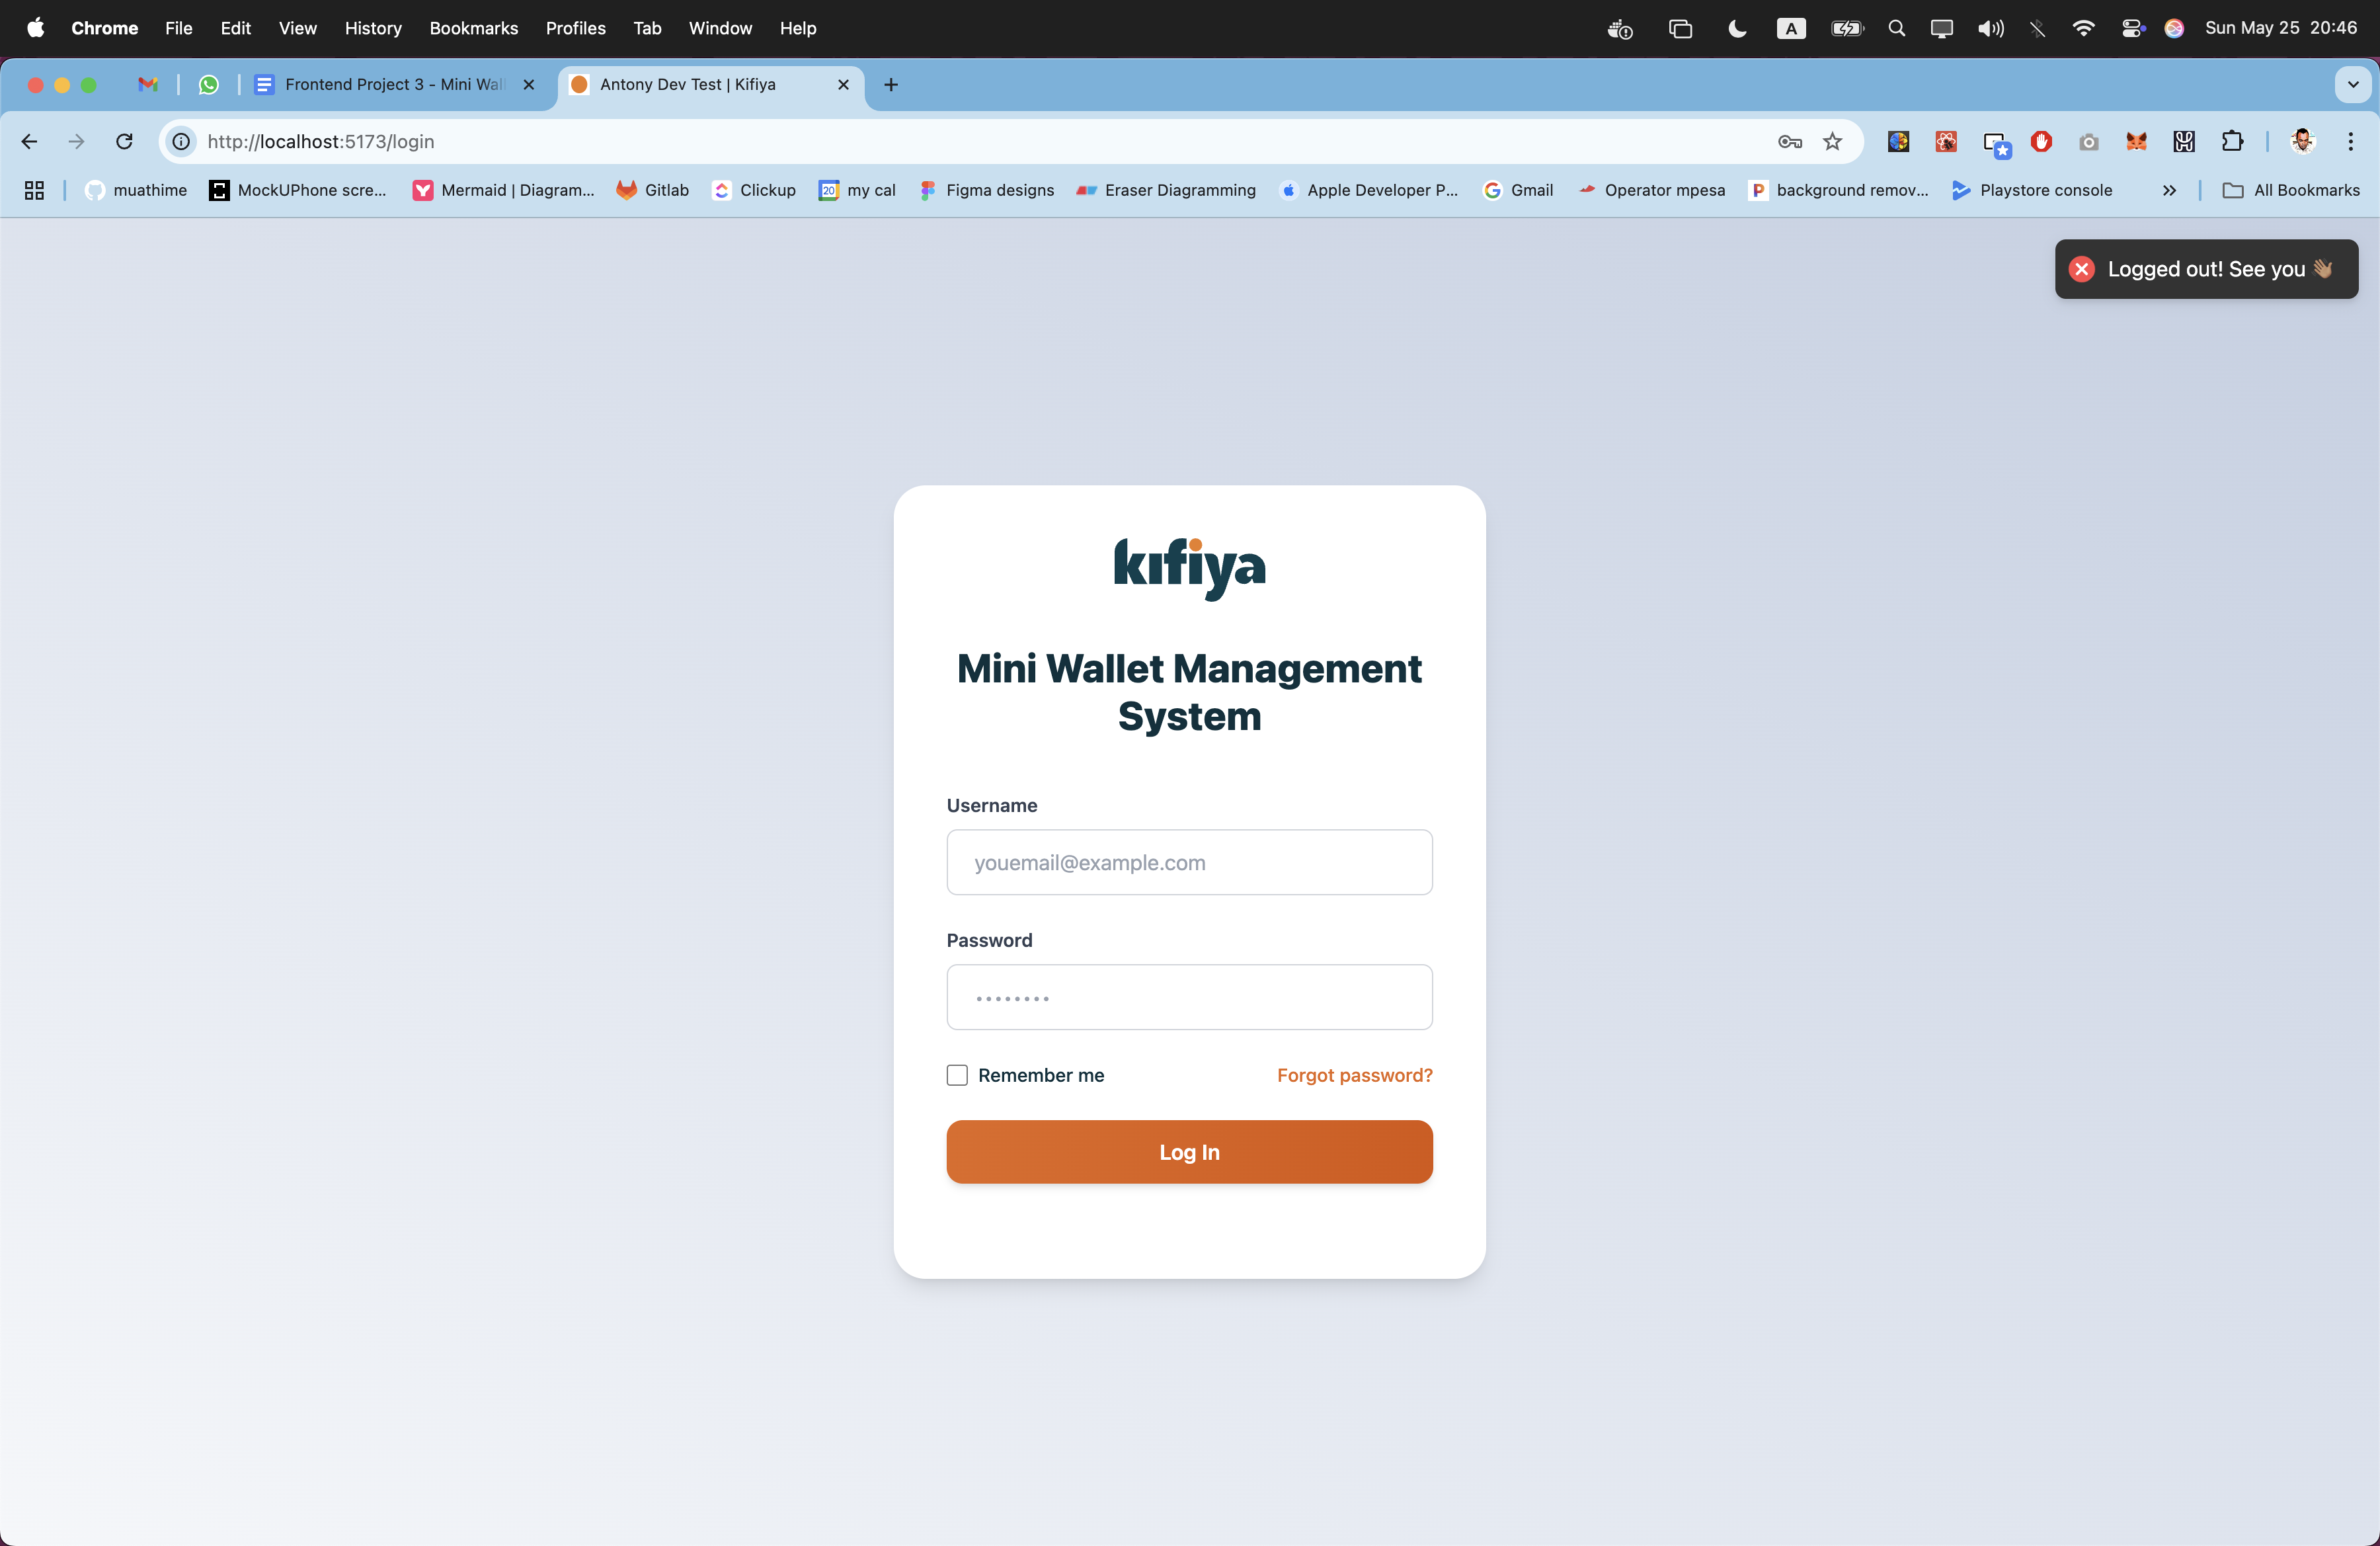 Chrome File Edit View History Bookmarks Profiles Tab Window Help A Sun May 25 20:46
Frontend Project 3 - Mini Wal Antony Dev Test | Kifiya
http://localhost:5173/login
muathime MockUPhone scre... Mermaid | Diagram... Gitlab Clickup 20 my cal Figma designs Eraser Diagramming Apple Developer P... Gmail Operator mpesa background remov... Playstore console All Bookmarks
Logged out! See you 👋🏽
kifiya
Mini Wallet Management
System
Username
youemail@example.com
Password
••••••••
Remember me Forgot password?
Log In